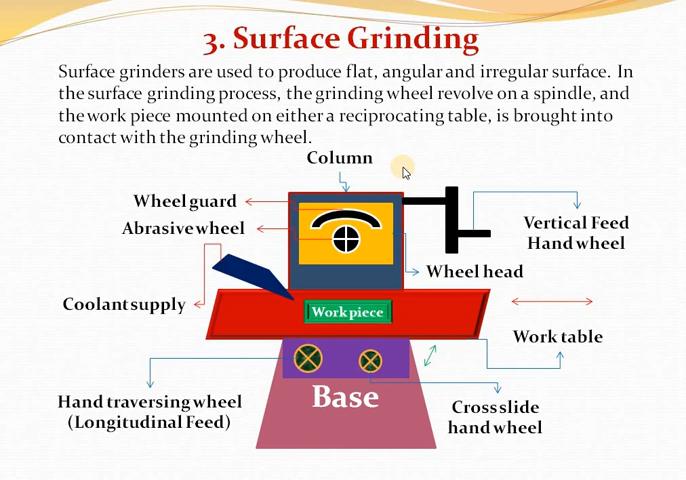 3. Surface Grinding
Surface grinders are used to produce flat, angular and irregular surface. In
the surface grinding process, the grinding wheel revolve on a spindle, and
the work piece mounted on either a reciprocating table, is brought into
contact with the grinding wheel.
Column
Wheel guard
Abrasive wheel
Vertical Feed
Hand wheel
Wheel head
Coolant supply
Work piece
Work table
Hand traversing wheel
(Longitudinal Feed)
Base
Cross slide
hand wheel